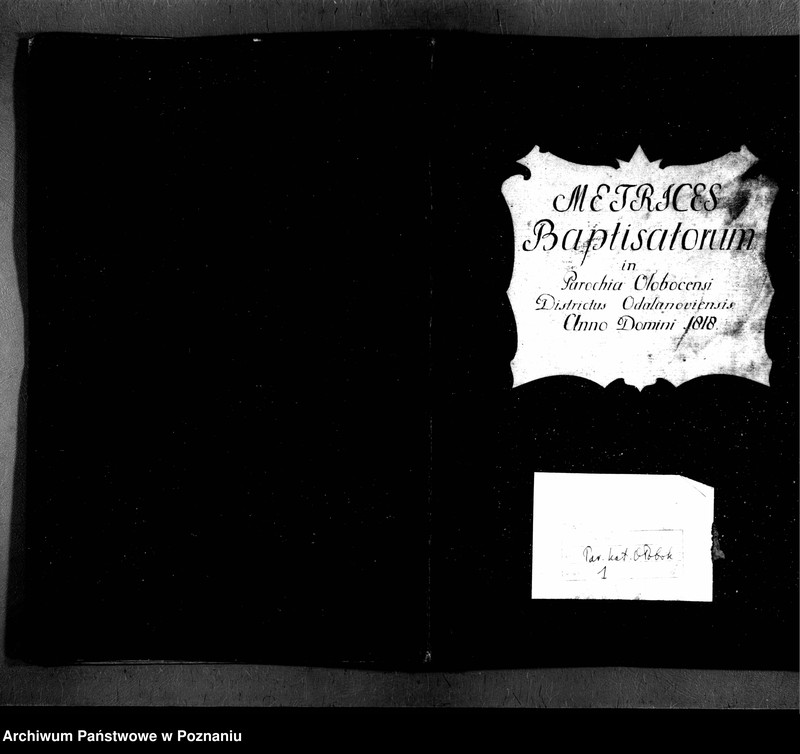 METRICES
Baptisatorum
in
Parochia Olobocensi
Districtus Odalanoviensis
Anno Domini 1818.
Par. kat. Ołobok
1
Archiwum Państwowe w Poznaniu